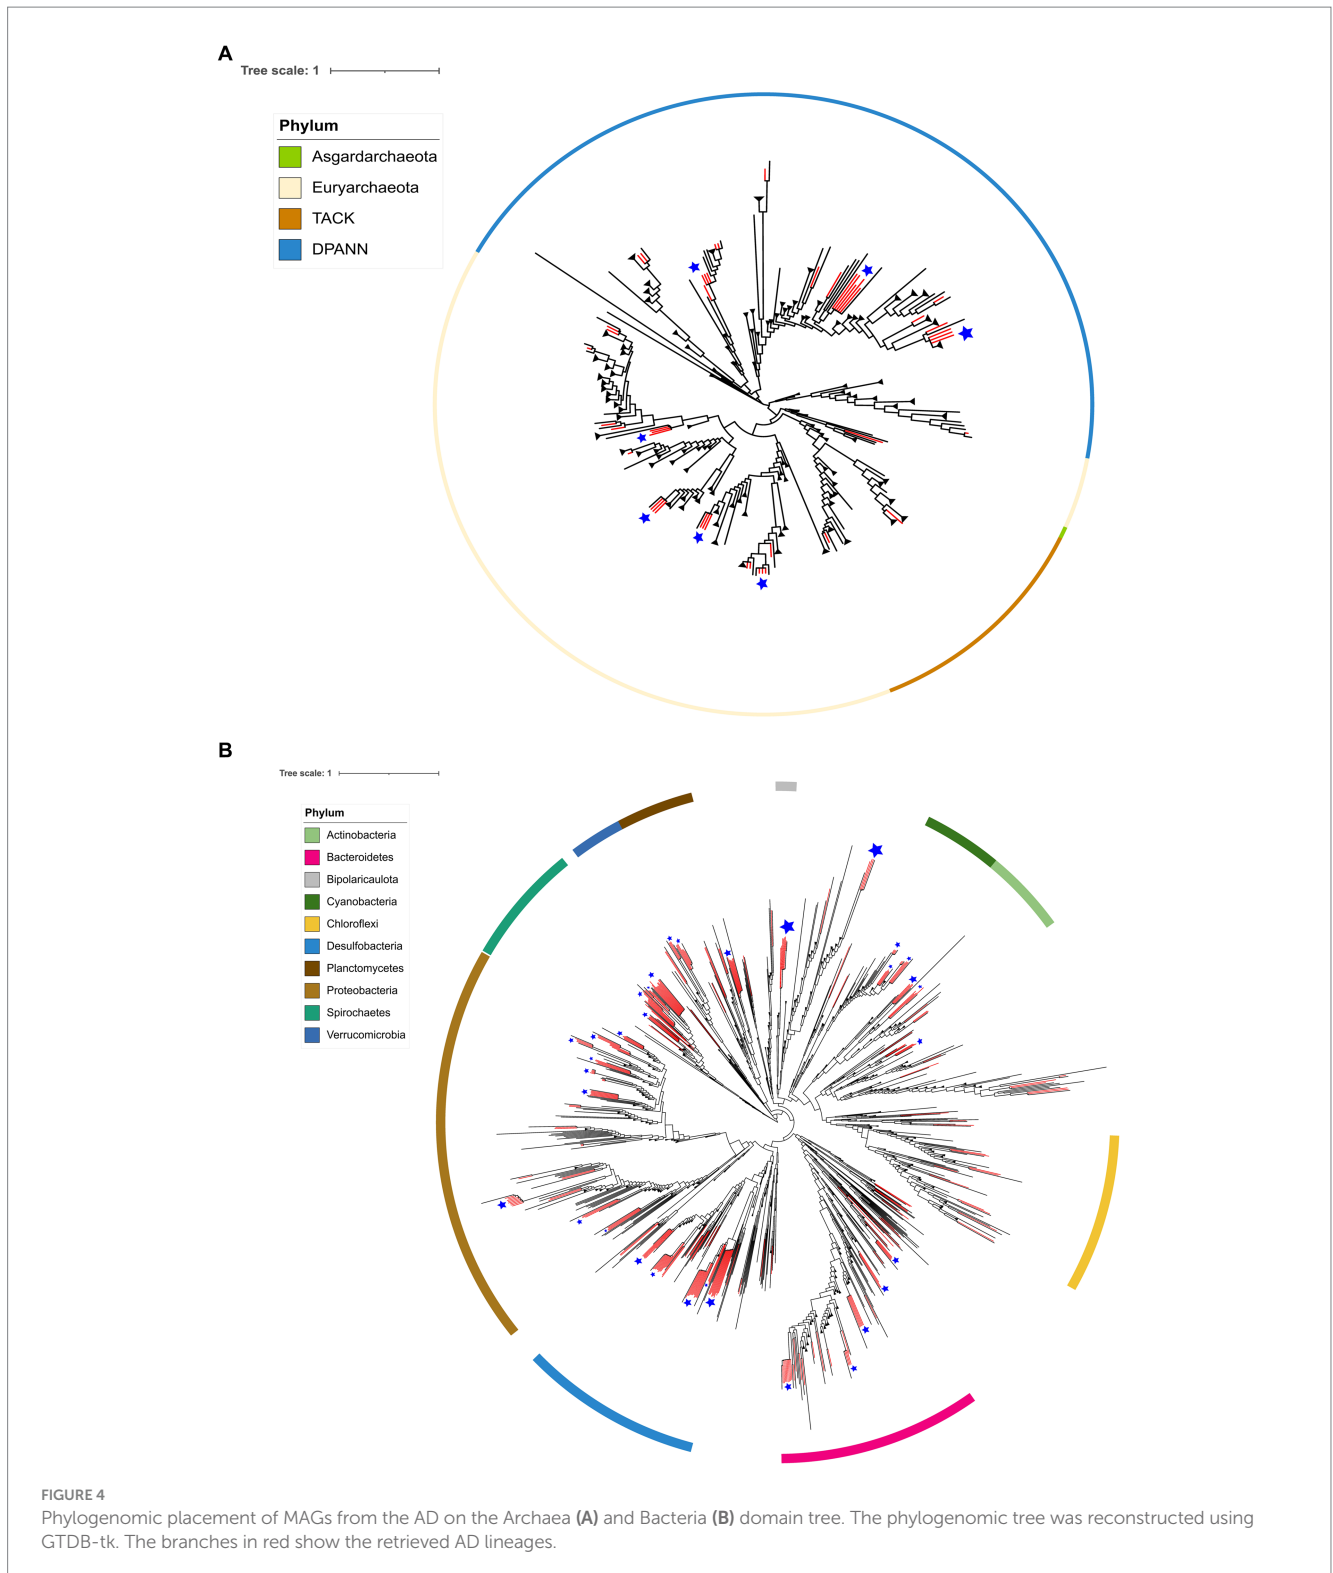 A
Tree scale: 1
Phylum
Asgardarchaeota
Euryarchaeota
TACK
DPANN
B
Tree scale: 1
Phylum
Actinobacteria
Bacteroidetes
Bipolaricaulota
Cyanobacteria
Chloroflexi
Desulfobacteria
Planctomycetes
Proteobacteria
Spirochaetes
Verrucomicrobia
FIGURE 4
Phylogenomic placement of MAGs from the AD on the Archaea (A) and Bacteria (B) domain tree. The phylogenomic tree was reconstructed using
GTDB-tk. The branches in red show the retrieved AD lineages.